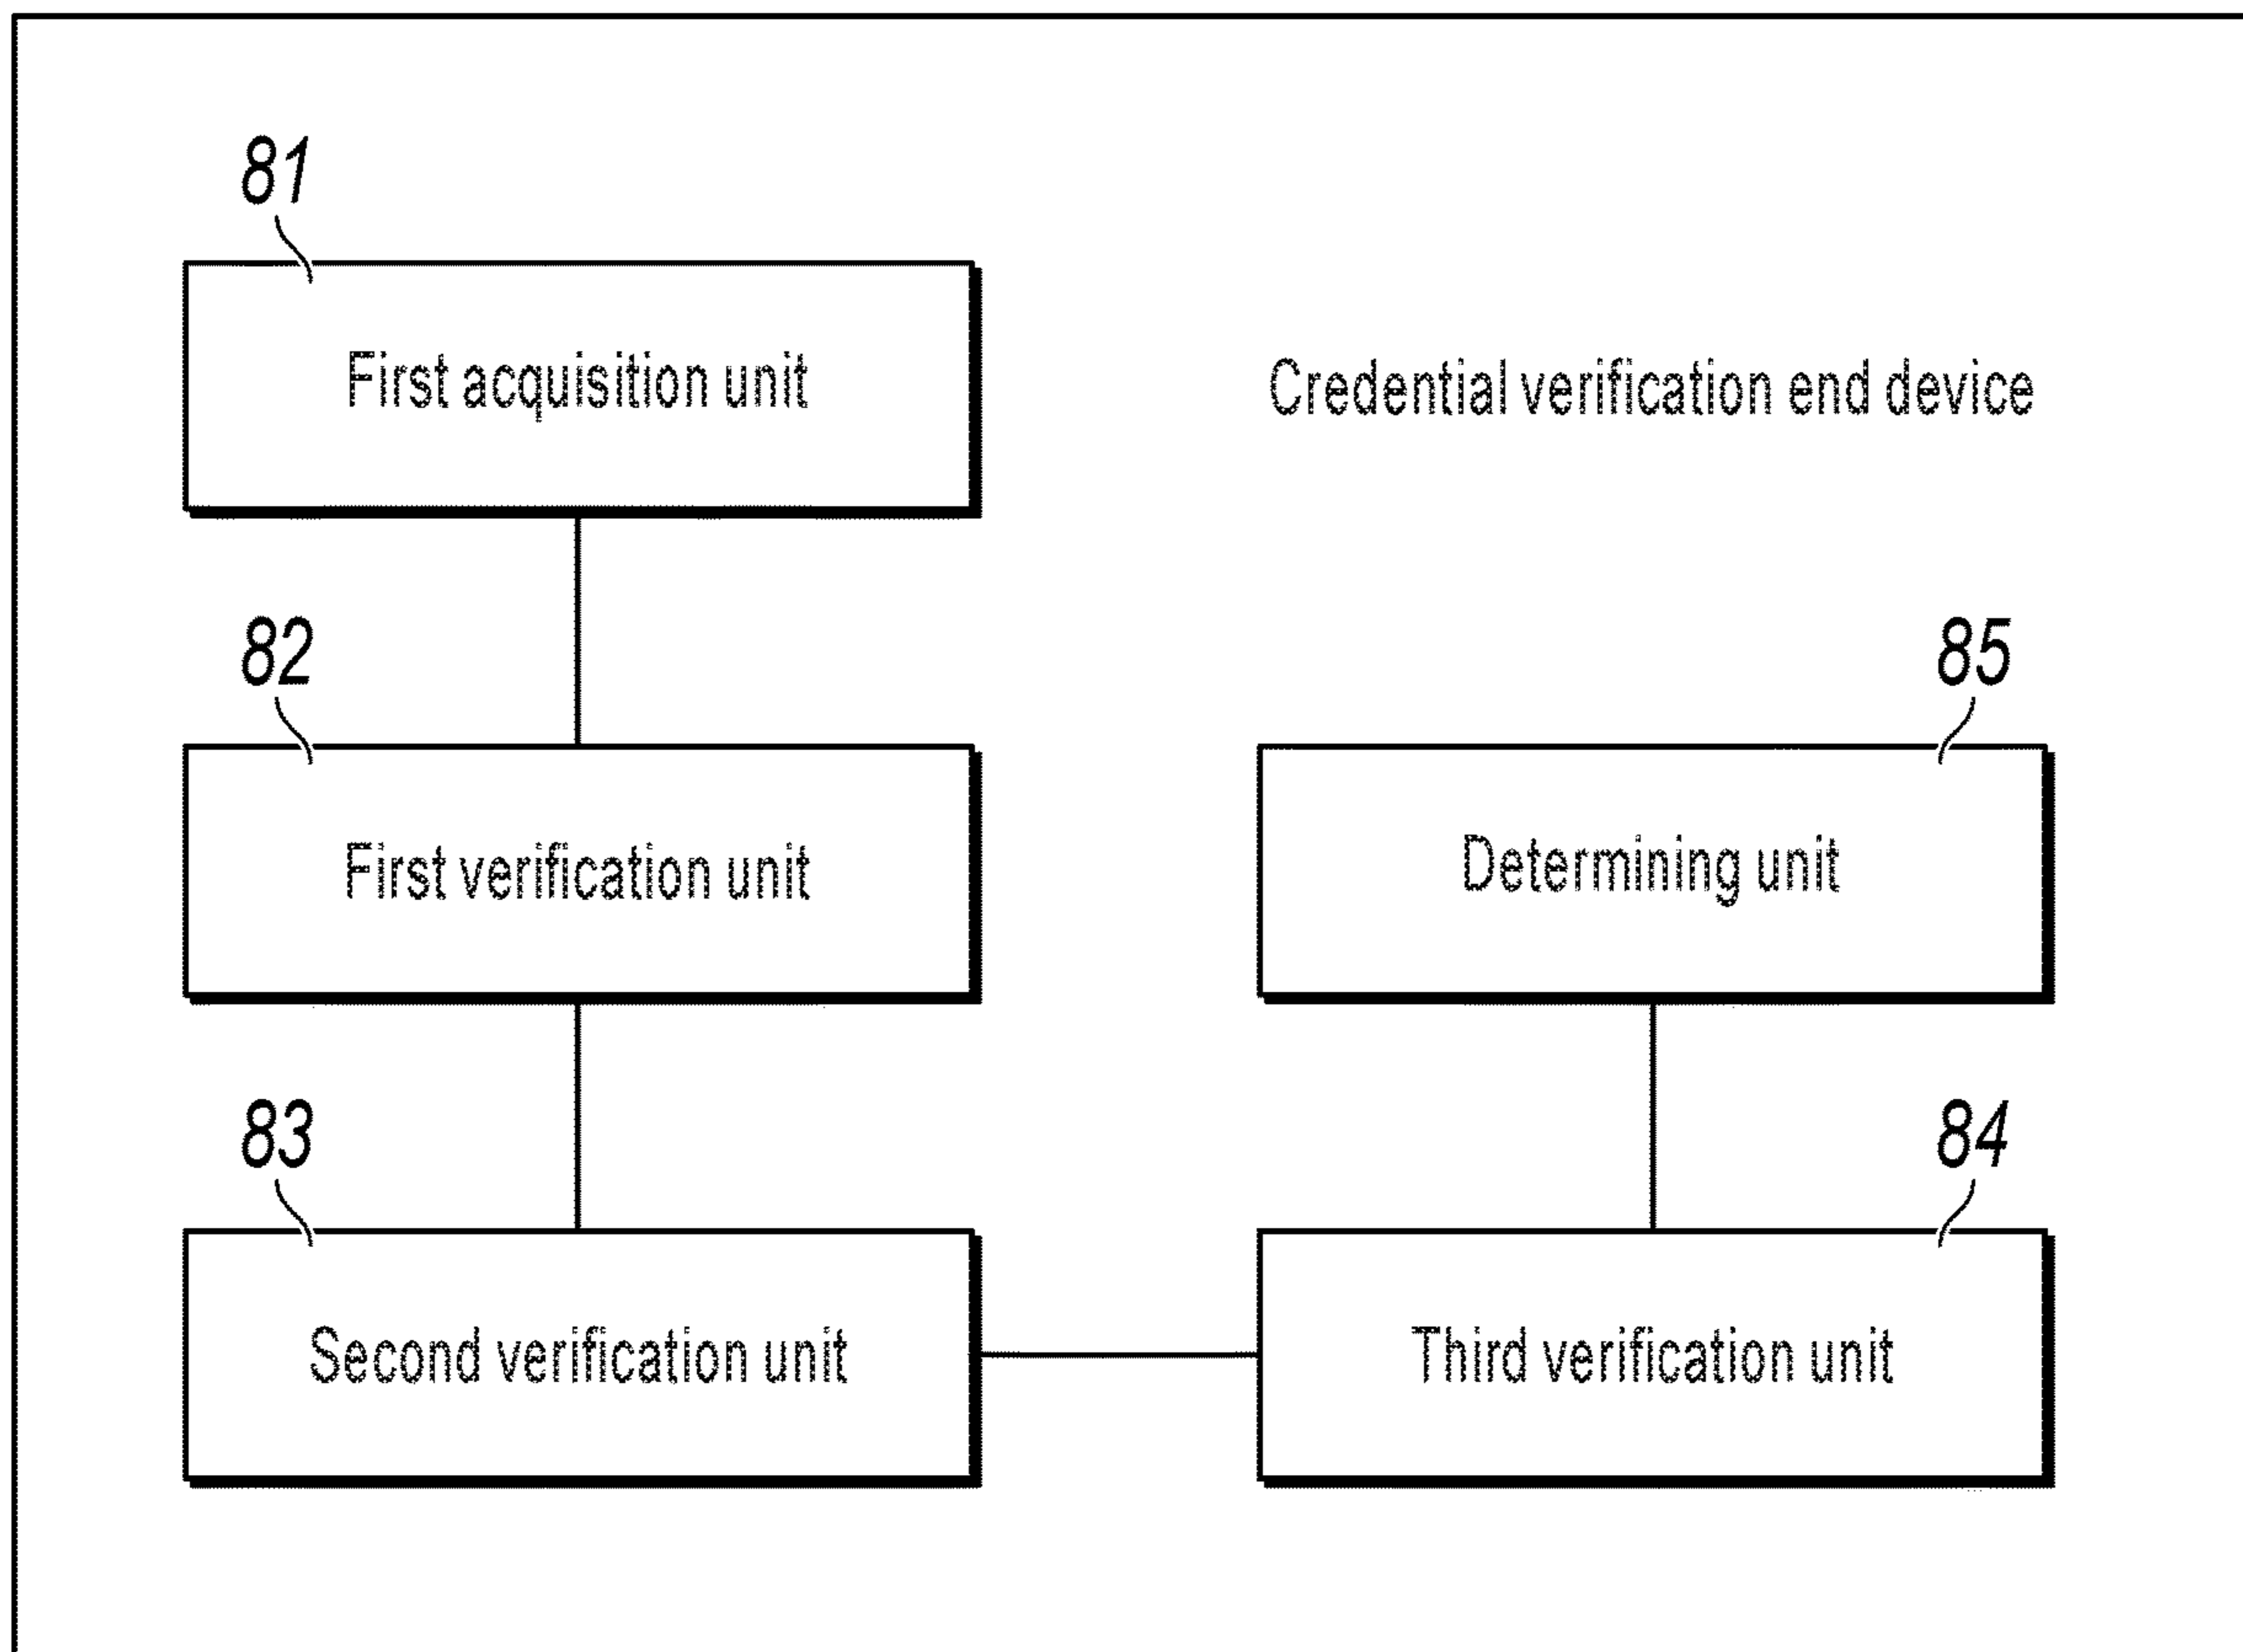 81
First acquisition unit
Credential verification end device
82
First verification unit
85
Determining unit
83
Second verification unit
84
Third verification unit